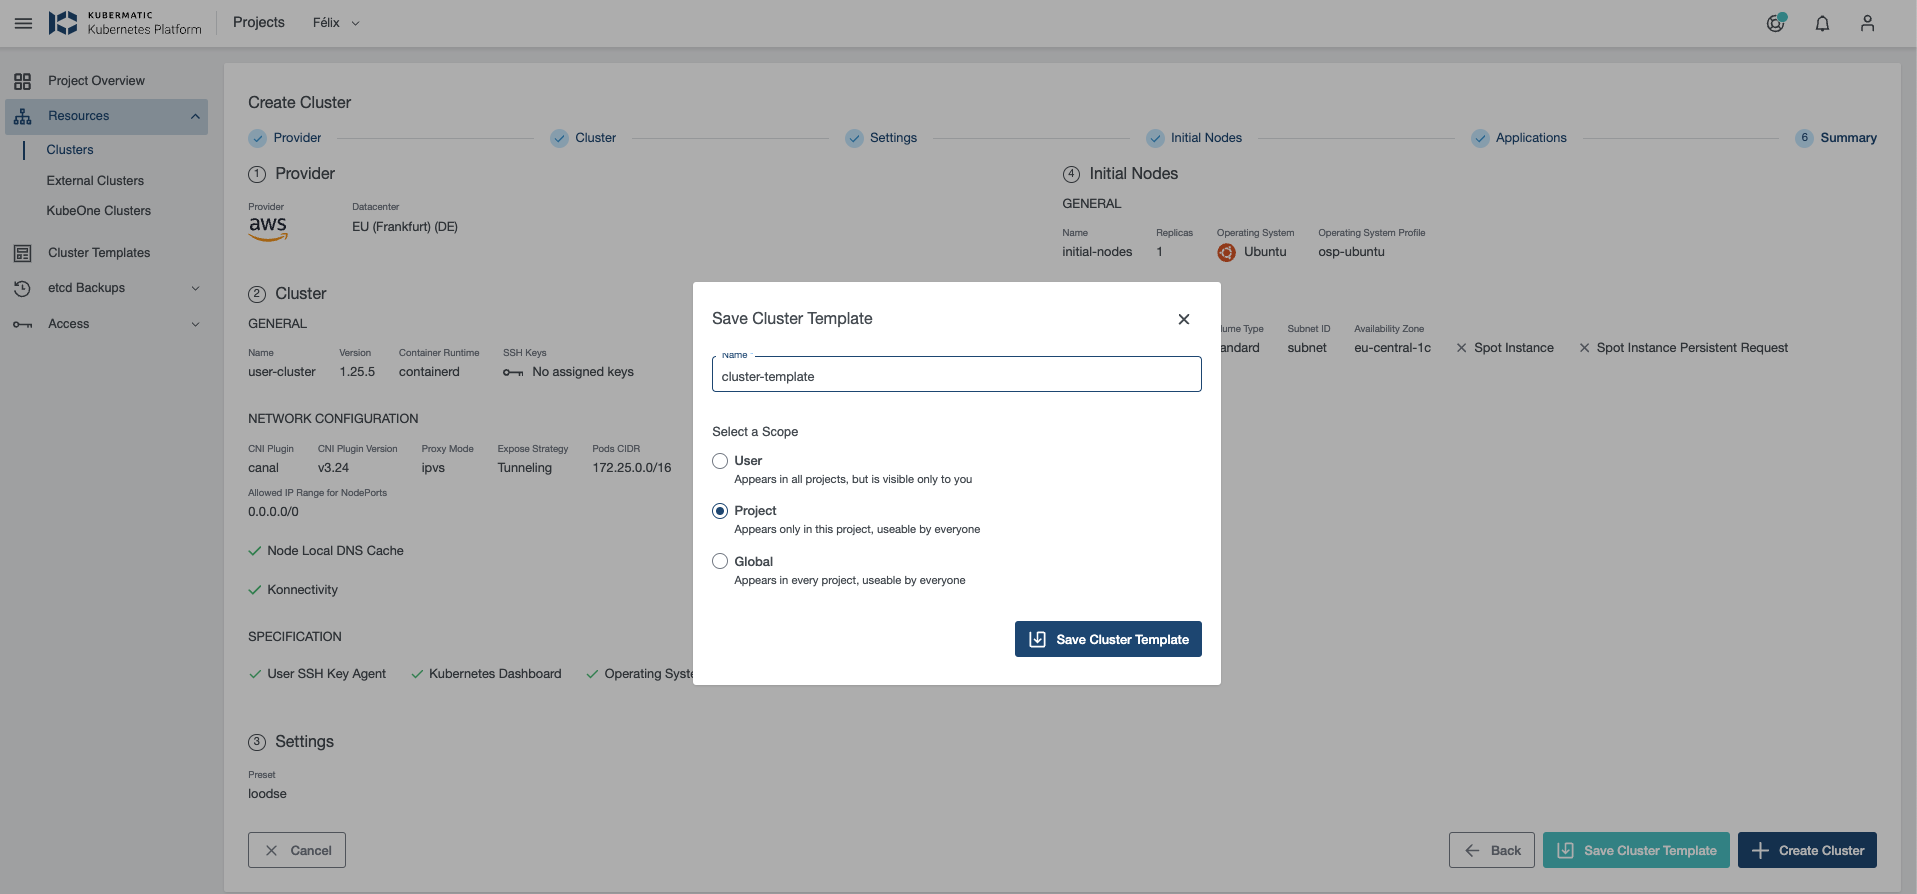 KUBERMATIC
Kubernetes Platform
Projects
Félix
Project Overview
Resources
Clusters
External Clusters
KubeOne Clusters
Cluster Templates
etcd Backups
Access
Create Cluster
Provider
Cluster
Settings
Initial Nodes
Applications
6 Summary
1 Provider
Provider
aws
Datacenter
EU (Frankfurt) (DE)
2 Cluster
GENERAL
Name Version Container Runtime SSH Keys
user-cluster 1.25.5 containerd No assigned keys
NETWORK CONFIGURATION
CNI Plugin CNI Plugin Version Proxy Mode Expose Strategy Pods CIDR
canal v3.24 ipvs Tunneling 172.25.0.0/16
Allowed IP Range for NodePorts
0.0.0.0/0
Node Local DNS Cache
Konnectivity
SPECIFICATION
User SSH Key Agent Kubernetes Dashboard Operating Syste
3 Settings
Preset
loodse
4 Initial Nodes
GENERAL
Name Replicas Operating System Operating System Profile
initial-nodes 1 Ubuntu osp-ubuntu
lume Type Subnet ID Availability Zone
andard subnet eu-central-1c Spot Instance Spot Instance Persistent Request
Save Cluster Template
Name
cluster-template
Select a Scope
User
Appears in all projects, but is visible only to you
Project
Appears only in this project, useable by everyone
Global
Appears in every project, useable by everyone
Save Cluster Template
Cancel
Back
Save Cluster Template
Create Cluster